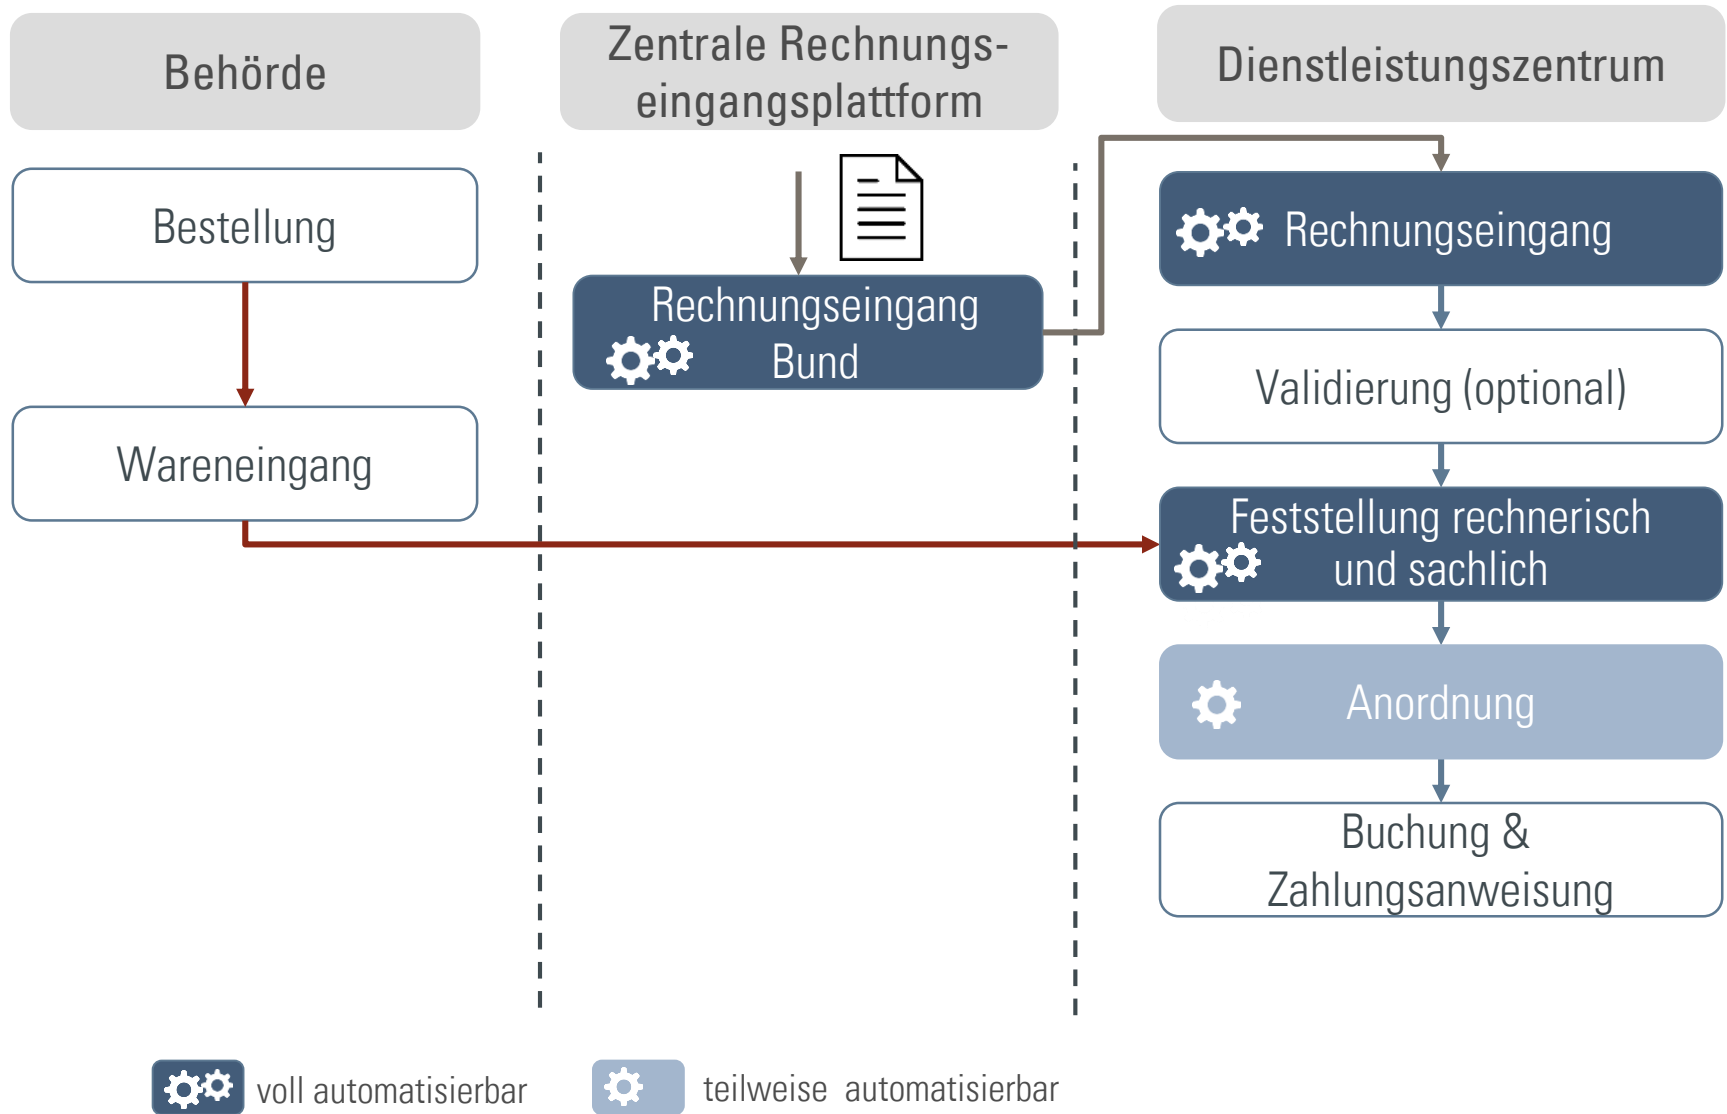 Behörde
Zentrale Rechnungs-
eingangsplattform
Dienstleistungszentrum
Bestellung
Wareneingang
Rechnungseingang
Bund
Rechnungseingang
Validierung (optional)
Feststellung rechnerisch
und sachlich
Anordnung
Buchung &
Zahlungsanweisung
voll automatisierbar
teilweise automatisierbar